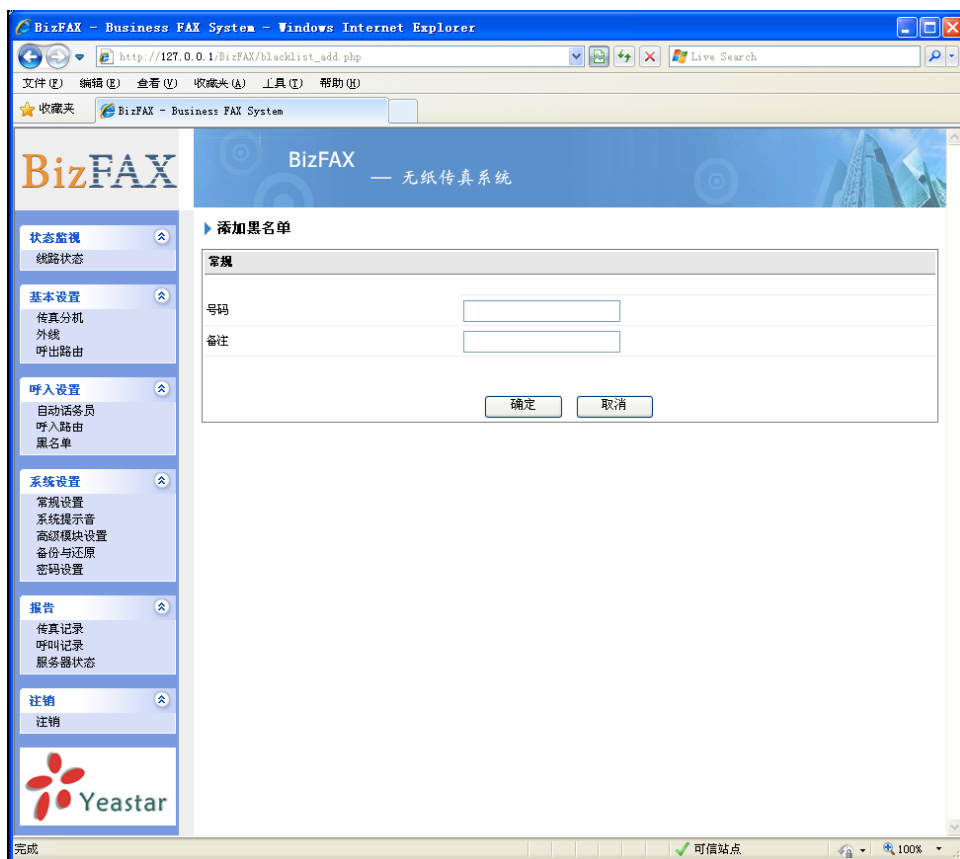 BizFAX - Business FAX System - Windows Internet Explorer
http://127.0.0.1/BizFAX/blacklist_add.php
Live Search
文件(F) 编辑(E) 查看(V) 收藏夹(A) 工具(T) 帮助(H)
收藏夹
BizFAX - Business FAX System
BizFAX
BizFAX
— 无纸传真系统
添加黑名单
常规
号码
备注
确定 取消
状态监视
线路状态
基本设置
传真分机
外线
呼出路由
呼入设置
自动话务员
呼入路由
黑名单
系统设置
常规设置
系统提示音
高级模块设置
备份与还原
密码设置
报告
传真记录
呼叫记录
服务器状态
注销
注销
Yeastar
完成
可信站点
100%